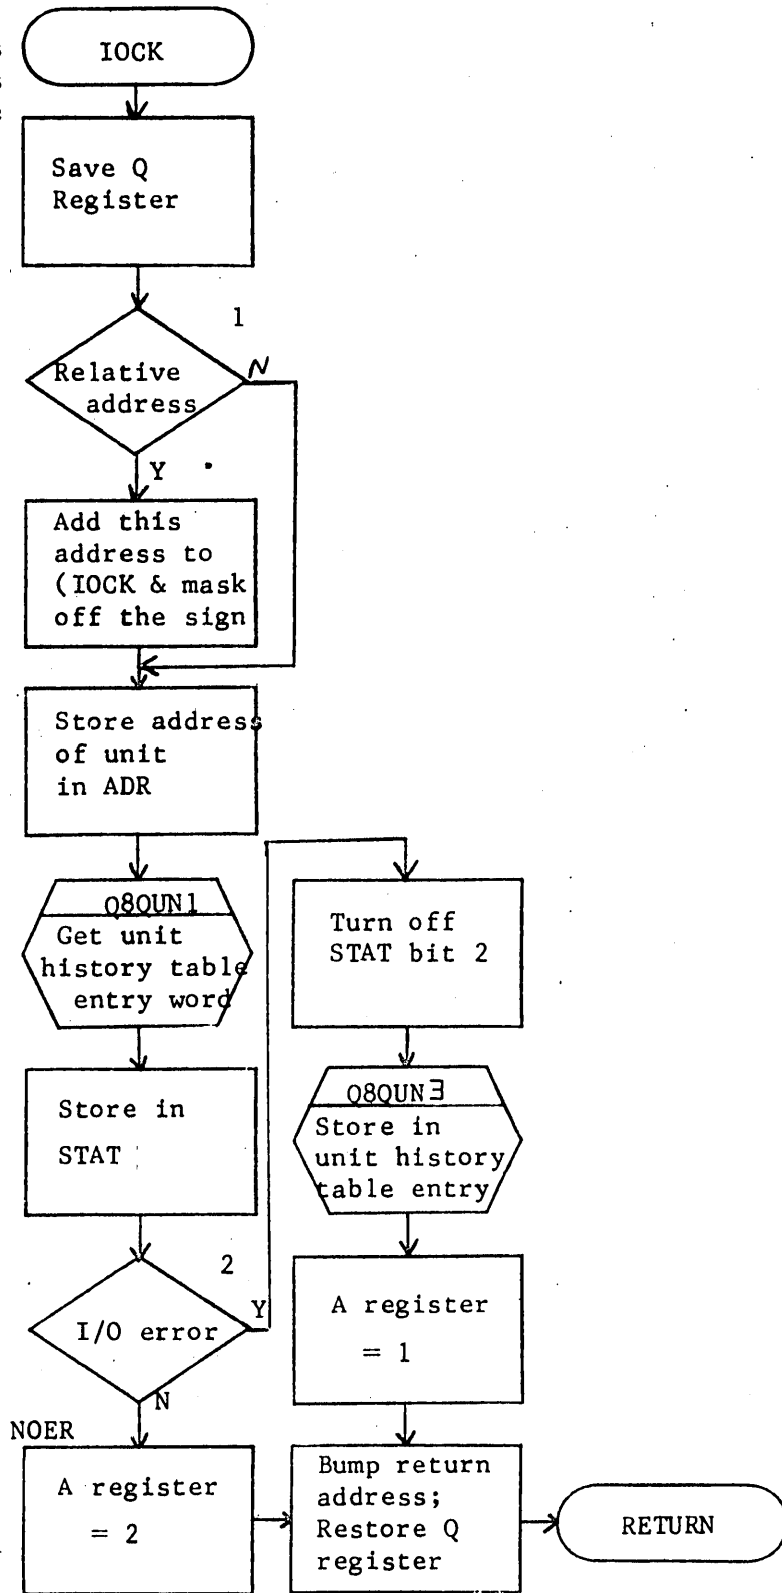 IOCK
Save Q
Register
1
Relative
address
N
Y
Add this
address to
(IOCK & mask
off the sign
Store address
of unit
in ADR
Q8QUN1
Get unit
history table
entry word
Store in
STAT
2
I/O error
Y
N
NOER
A register
= 2
Turn off
STAT bit 2
Q8QUN3
Store in
unit history
table entry
A register
= 1
Bump return
address;
Restore Q
register
RETURN